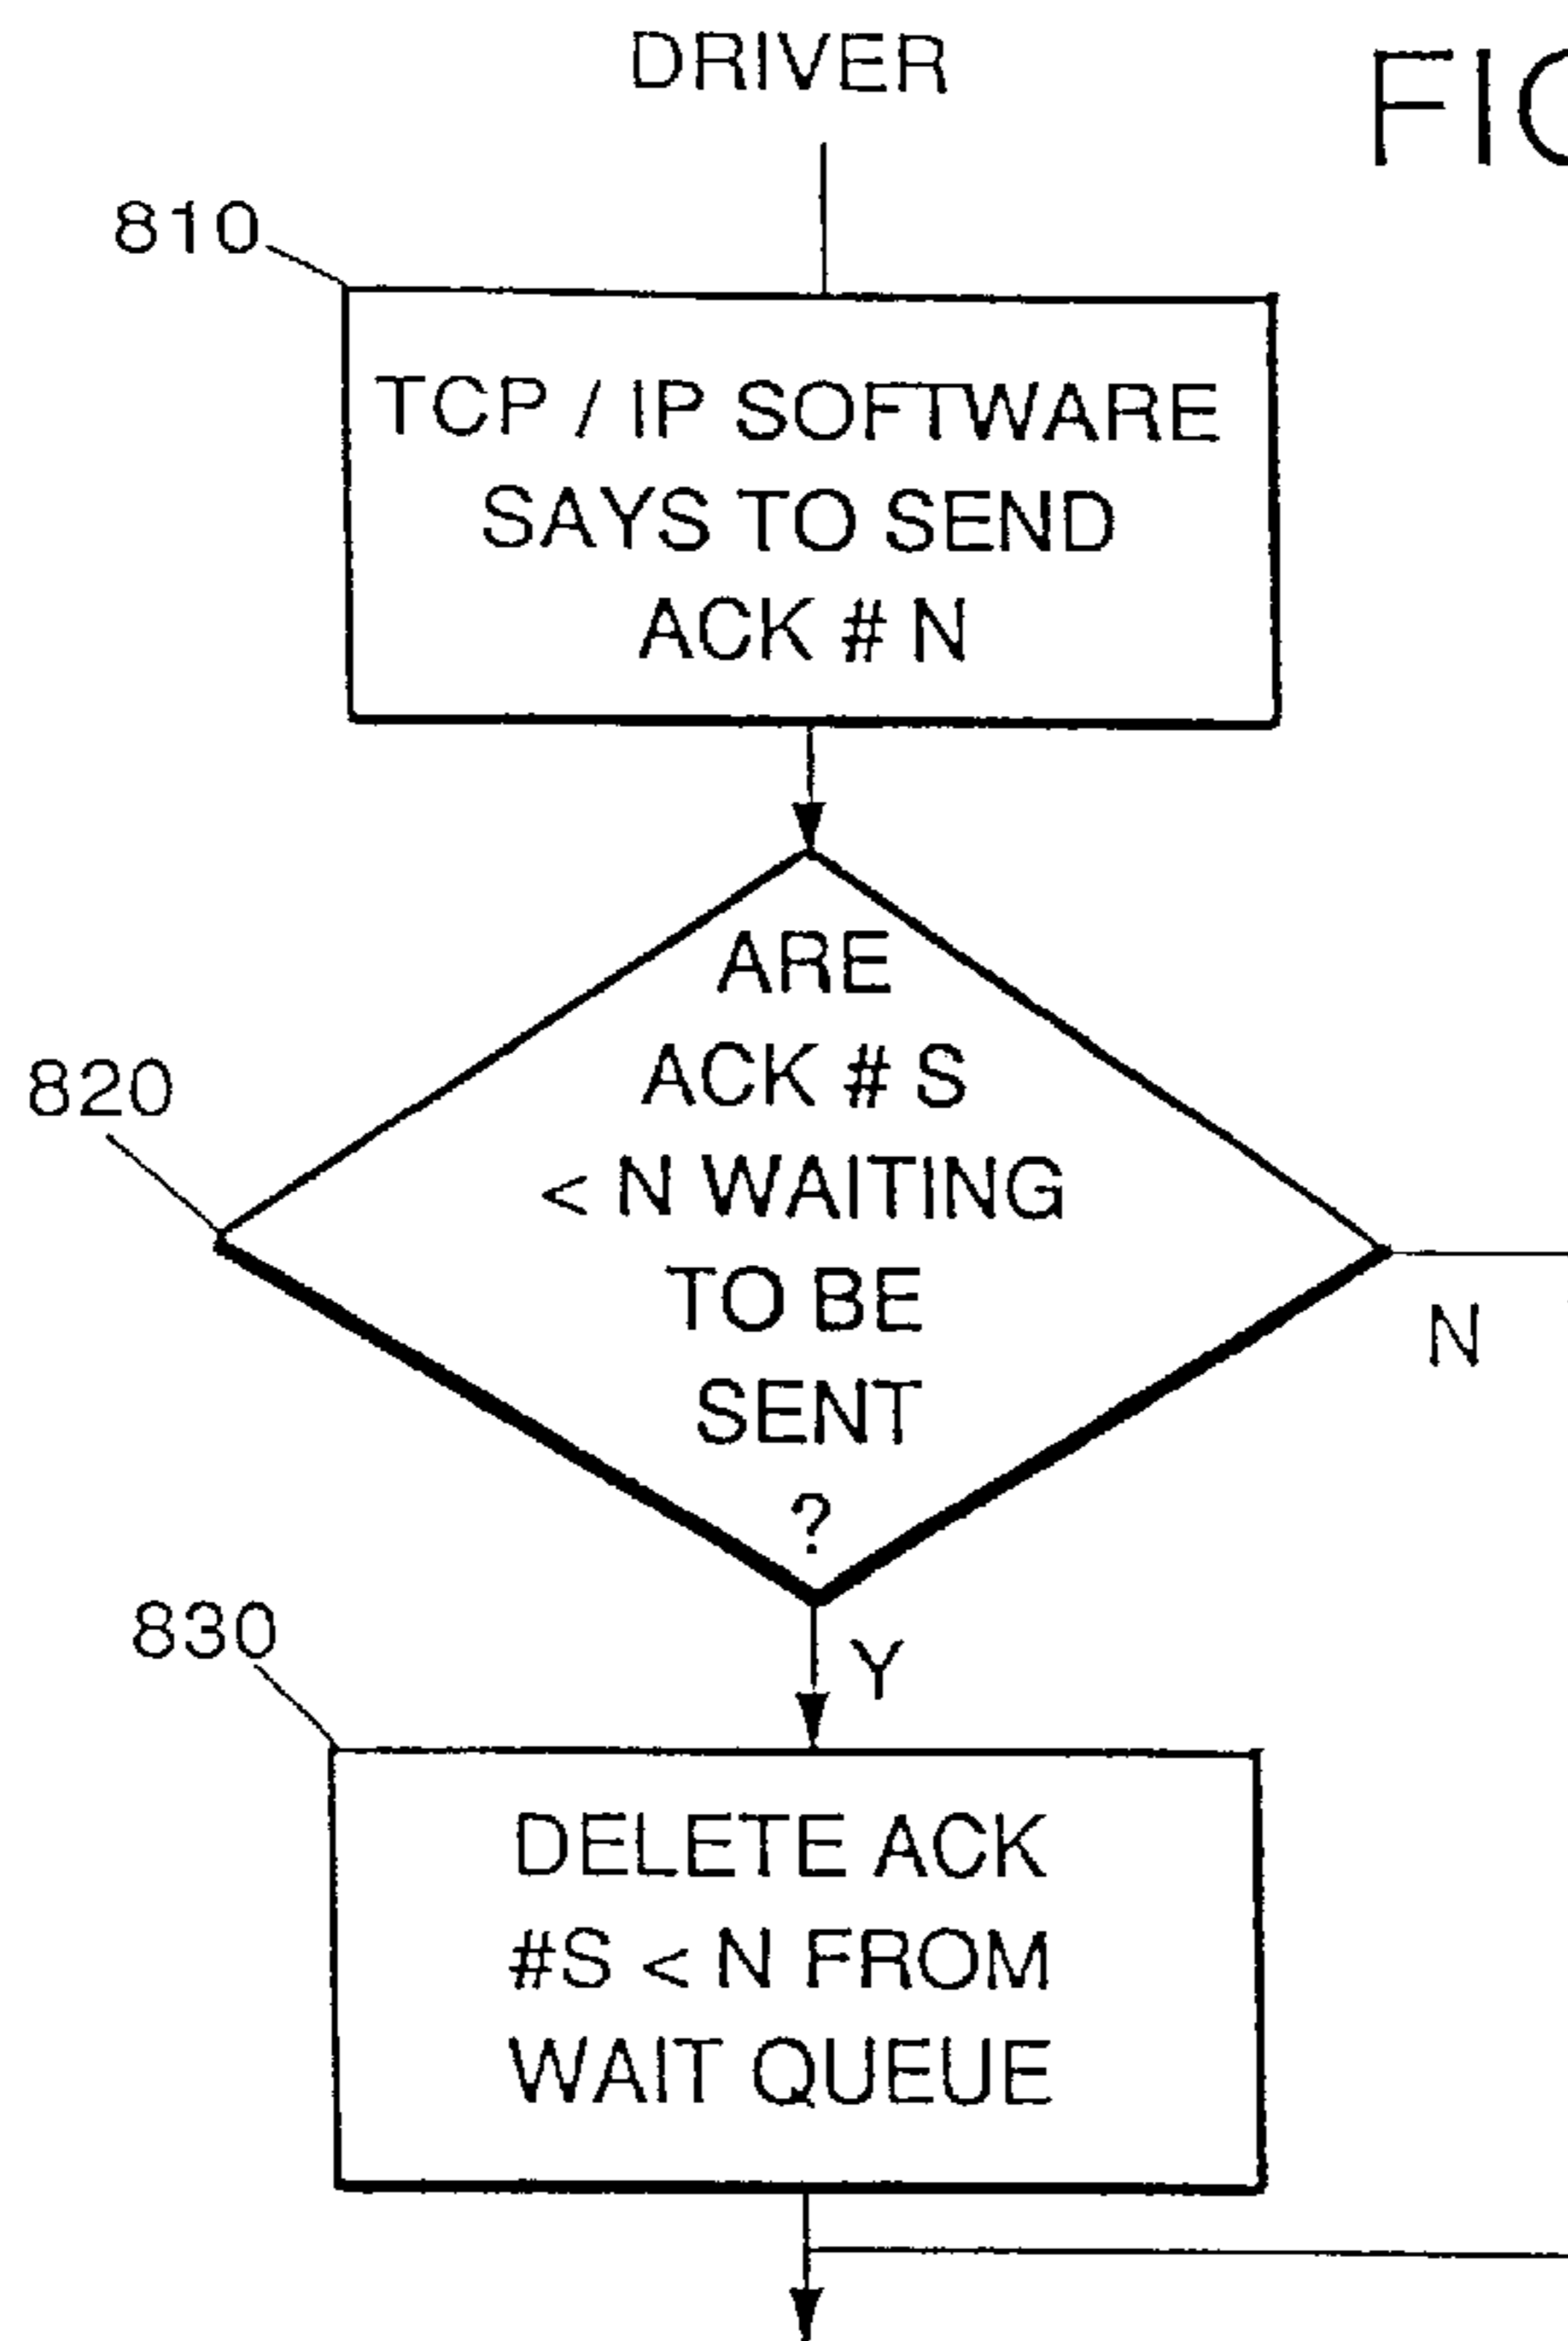 DRIVER
FIG
810
TCP / IP SOFTWARE
SAYS TO SEND
ACK # N
ARE
ACK # S
< N WAITING
TO BE
SENT
?
820
N
830
Y
DELETE ACK
#S < N FROM
WAIT QUEUE